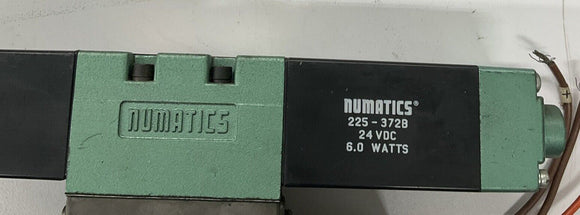 NUMATICS
NUMATICS®
225-372B
24 VDC
6.0 WATTS
+